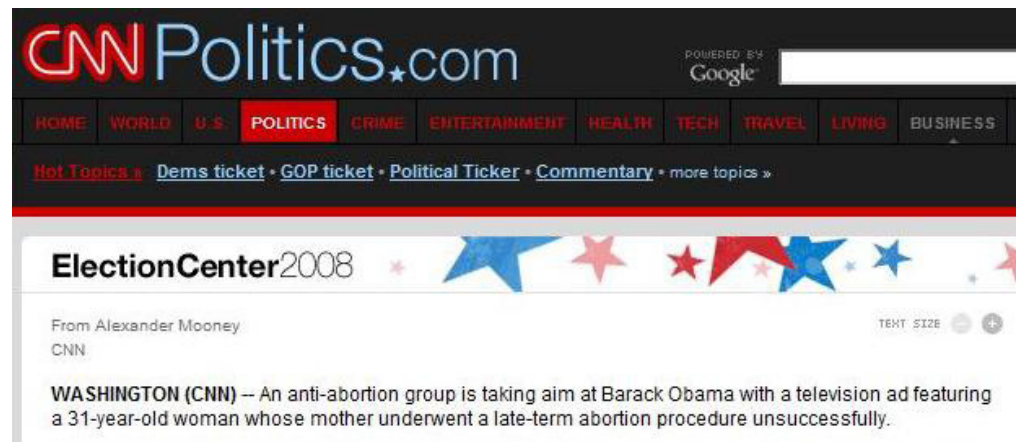 CNN Politics.com
POWERED BY
Google
HOME WORLD U.S. POLITICS CRIME ENTERTAINMENT HEALTH TECH TRAVEL LIVING BUSINESS
Hot Topics » Dems ticket • GOP ticket • Political Ticker • Commentary • more topics »
ElectionCenter2008
From Alexander Mooney
TEXT SIZE
CNN
WASHINGTON (CNN) -- An anti-abortion group is taking aim at Barack Obama with a television ad featuring
a 31-year-old woman whose mother underwent a late-term abortion procedure unsuccessfully.